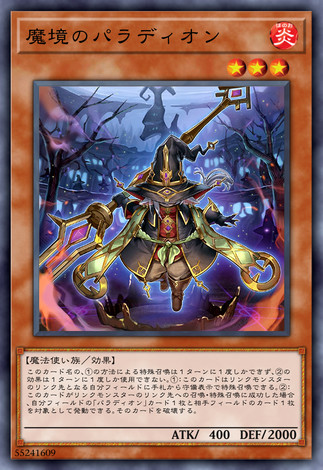 魔境のパラディオン
炎
【魔法使い族／効果】
このカード名の、①の方法による特殊召喚は１ターンに１度しかできず、②の
効果は１ターンに１度しか使用できない。①：このカードはリンクモンスター
のリンク先となる自分フィールドに手札から守備表示で特殊召喚できる。②：
このカードがリンクモンスターのリンク先への召喚・特殊召喚に成功した場合
、自分フィールドの「パラディオン」カード１枚と相手フィールドのカード１枚
を対象として発動できる。そのカードを破壊する。
ATK/ 400 DEF/2000
55241609